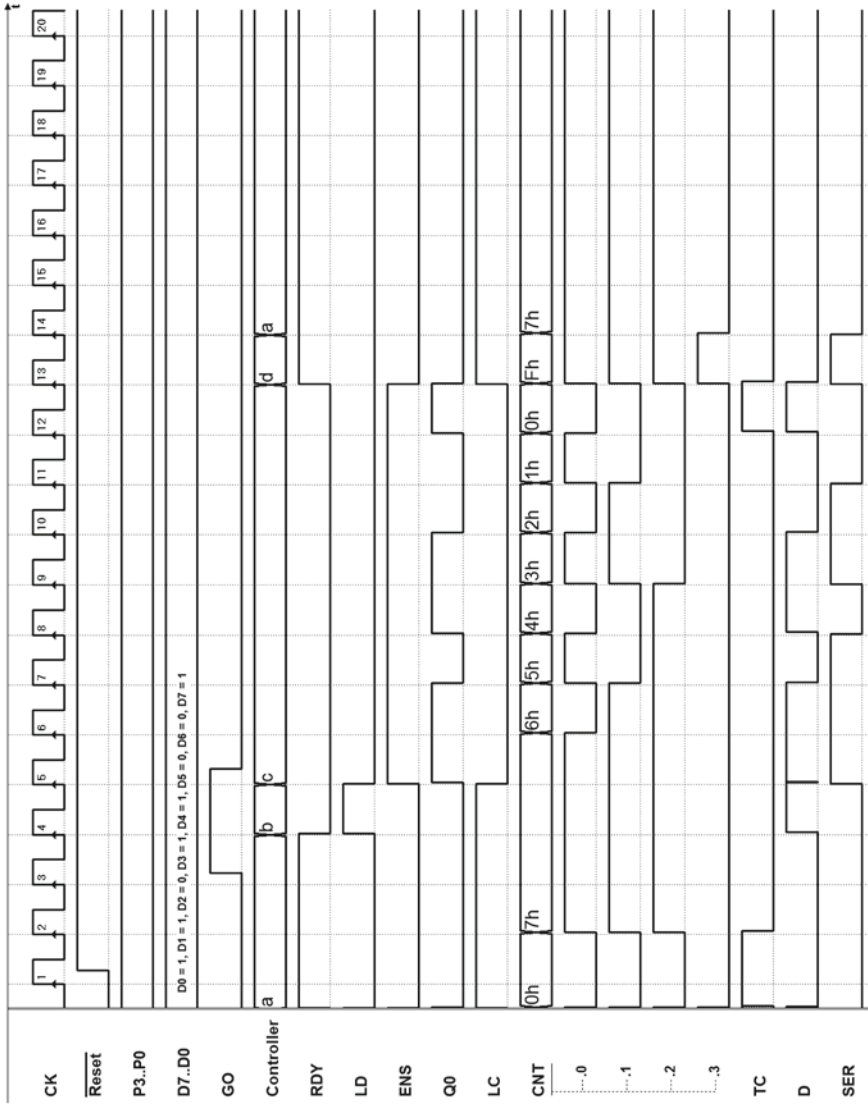 t
CK
1 2 3 4 5 6 7 8 9 10 11 12 13 14 15 16 17 18 19 20
Reset
P3..P0
D7..D0
D0 = 1, D1 = 1, D2 = 0, D3 = 1, D4 = 1, D5 = 0, D6 = 0, D7 = 1
GO
Controller
a b c d a
RDY
LD
ENS
Q0
LC
CNT
0h 7h 6h 5h 4h 3h 2h 1h 0h Fh 7h
.0
.1
.2
.3
TC
D
SER